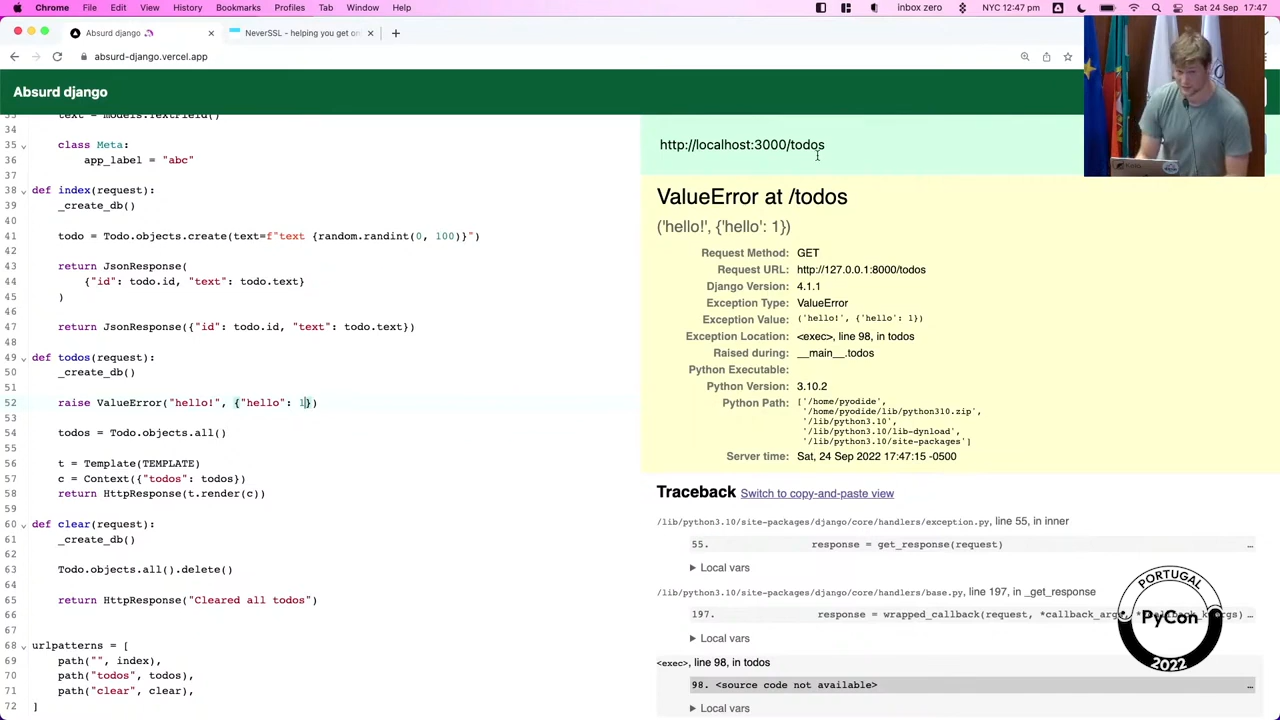 Chrome File Edit View History Bookmarks Profiles Tab Window Help inbox zero NYC 12:47 pm Sat 24 Sep 17:47
Absurd django
NeverSSL - helping you get on
absurd-django.vercel.app
Absurd django
33 text = models.TextField()
34
35 class Meta:
36 app_label = "abc"
37
38 def index(request):
39 _create_db()
40
41 todo = Todo.objects.create(text=f"text {random.randint(0, 100)}")
42
43 return JsonResponse(
44 {"id": todo.id, "text": todo.text}
45 )
46
47 return JsonResponse({"id": todo.id, "text": todo.text})
48
49 def todos(request):
50 _create_db()
51
52 raise ValueError("hello!", {"hello": 1})
53
54 todos = Todo.objects.all()
55
56 t = Template(TEMPLATE)
57 c = Context({"todos": todos})
58 return HttpResponse(t.render(c))
59
60 def clear(request):
61 _create_db()
62
63 Todo.objects.all().delete()
64
65 return HttpResponse("Cleared all todos")
66
67
68 urlpatterns = [
69 path("", index),
70 path("todos", todos),
71 path("clear", clear),
72 ]
http://localhost:3000/todos
ValueError at /todos
('hello!', {'hello': 1})
Request Method: GET
Request URL: http://127.0.0.1:8000/todos
Django Version: 4.1.1
Exception Type: ValueError
Exception Value: ('hello!', {'hello': 1})
Exception Location: <exec>, line 98, in todos
Raised during: __main__.todos
Python Executable:
Python Version: 3.10.2
Python Path: ['/home/pyodide',
'/home/pyodide/lib/python310.zip',
'/lib/python3.10',
'/lib/python3.10/lib-dynload',
'/lib/python3.10/site-packages']
Server time: Sat, 24 Sep 2022 17:47:15 -0500
Traceback Switch to copy-and-paste view
/lib/python3.10/site-packages/django/core/handlers/exception.py, line 55, in inner
55. response = get_response(request) …
▶ Local vars
/lib/python3.10/site-packages/django/core/handlers/base.py, line 197, in _get_response
197. response = wrapped_callback(request, *callback_args, …
▶ Local vars
<exec>, line 98, in todos
98. <source code not available> …
▶ Local vars
PORTUGAL
PyCon
2022